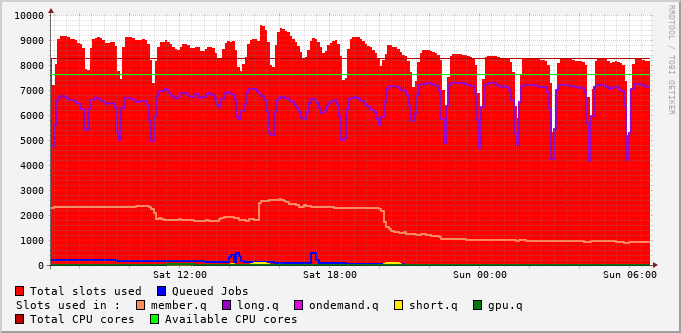 10000
9000
8000
7000
6000
5000
4000
3000
2000
1000
0
Sat 12:00 Sat 18:00 Sun 00:00 Sun 06:00
RRDTOOL / TOBI OETIKER
Total slots used Queued Jobs
Slots used in : member.q long.q ondemand.q short.q gpu.q
Total CPU cores Available CPU cores